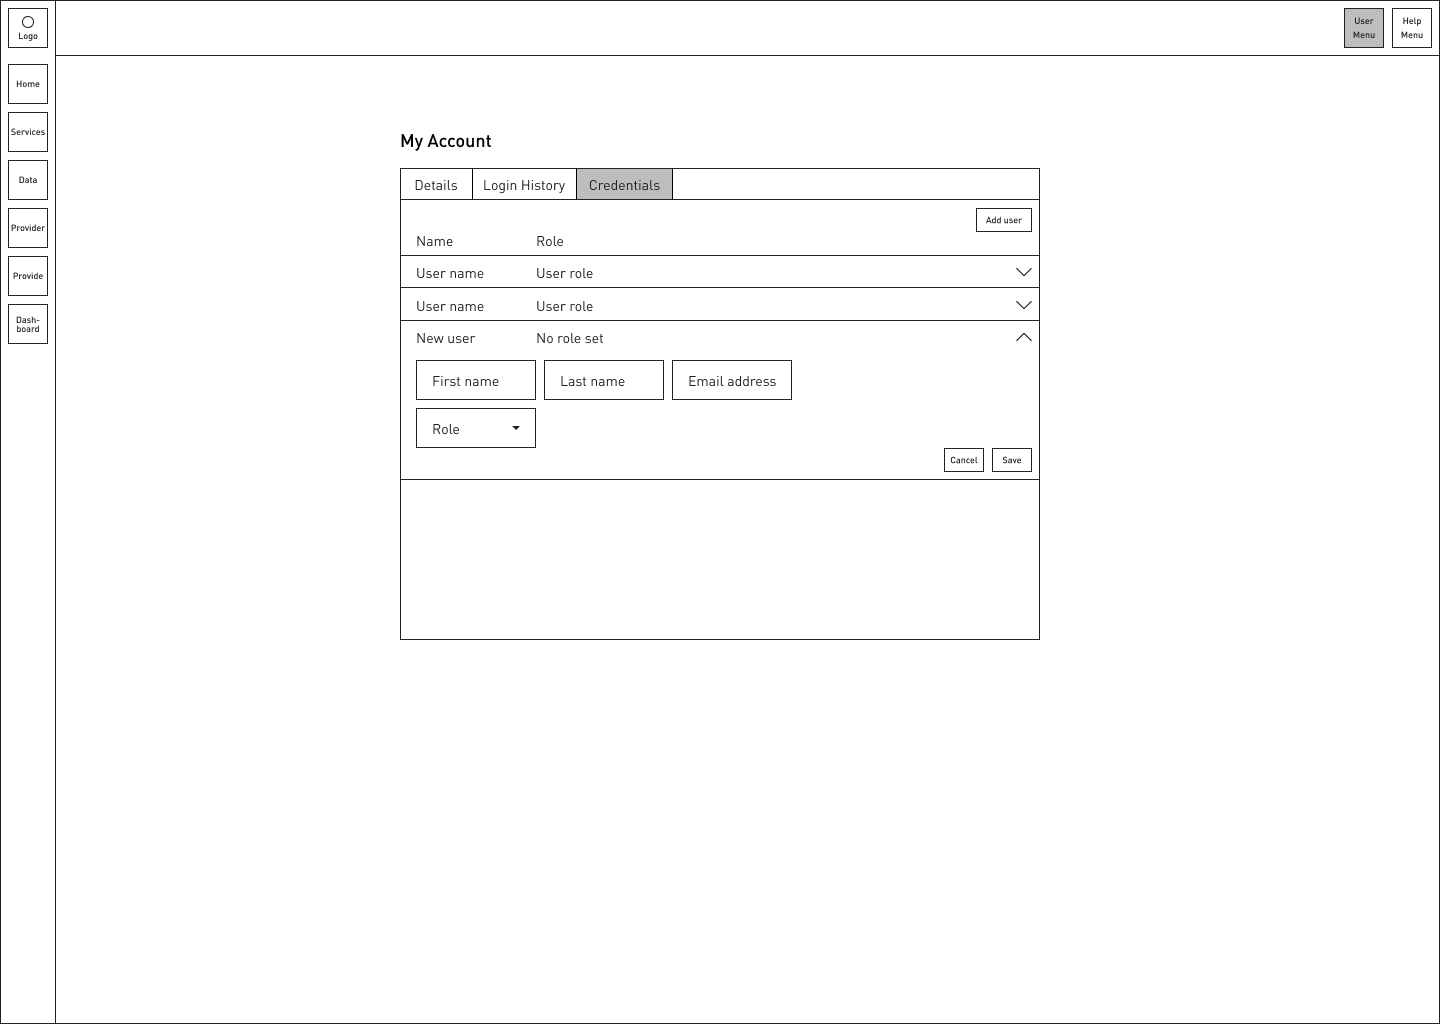 Logo
User
Menu
Help
Menu
Home
Services
Data
Provider
Provide
Dash-
board
My Account
Details
Login History
Credentials
Add user
Name
Role
User name
User role
User name
User role
New user
No role set
First name
Last name
Email address
Role
Cancel
Save